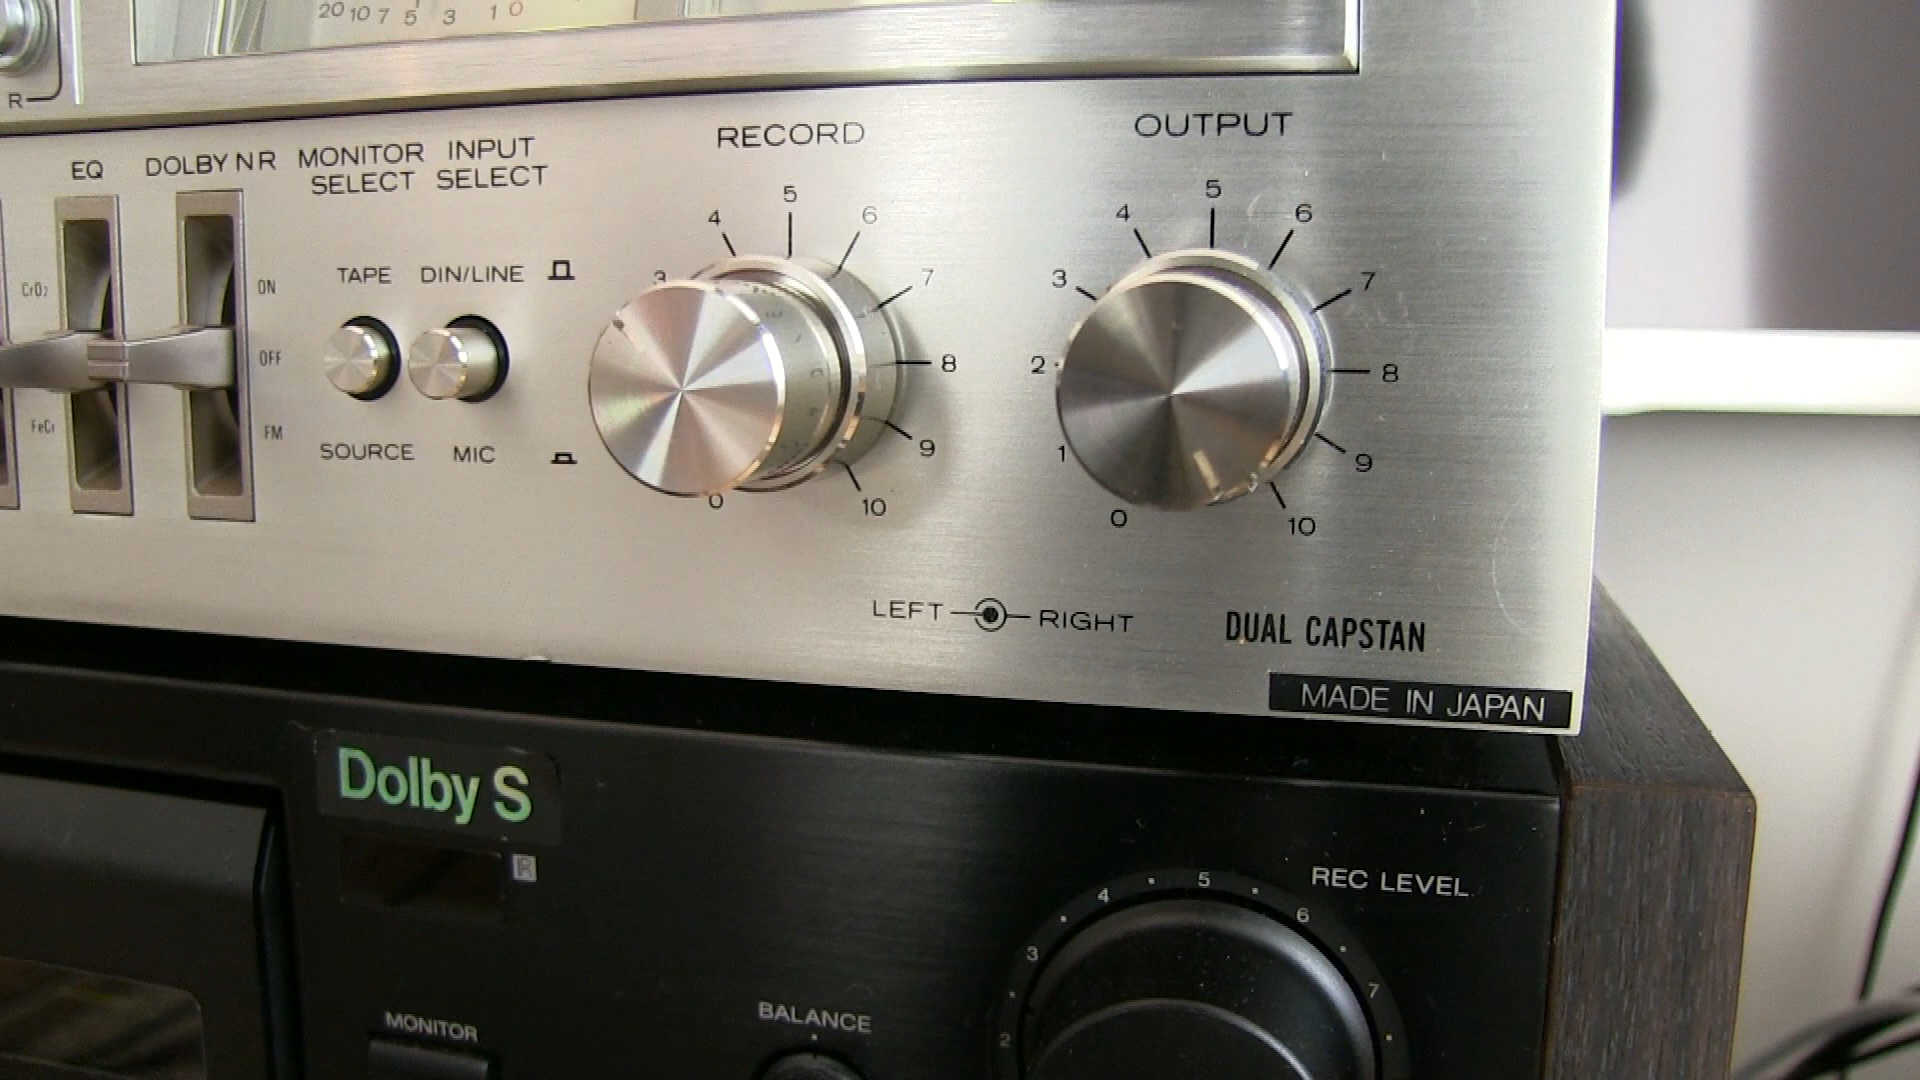 20 10 7 5 3 1 0
R
EQ
DOLBY NR
MONITOR SELECT
INPUT SELECT
RECORD
OUTPUT
CrO2
FeCr
ON
OFF
FM
TAPE
DIN/LINE
SOURCE
MIC
3 4 5 6 7 8 9 10
0
0 1 2 3 4 5 6 7 8 9 10
LEFT
RIGHT
DUAL CAPSTAN
MADE IN JAPAN
Dolby S
R
REC LEVEL
2 3 4 5 6 7
MONITOR
BALANCE